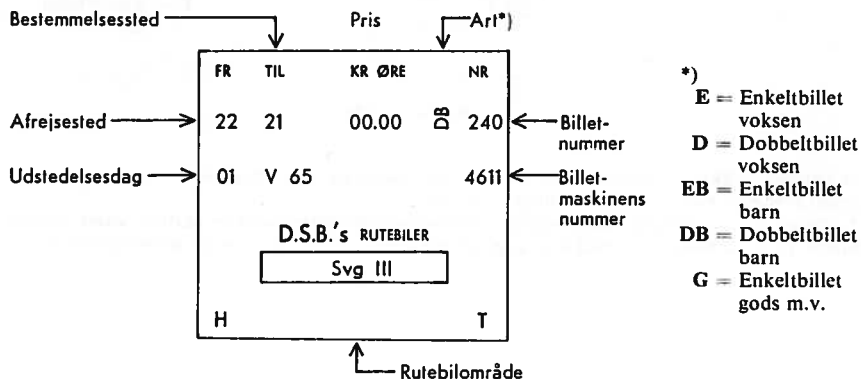 Bestemmelsessted
Pris
Art*)
FR TIL KR ØRE NR
Afrejsested
22 21 00.00 DB 240
Billet-
nummer
Udstedelsesdag
01 V 65 4611
Billet-
maskinens
nummer
D.S.B.'s RUTEBILER
Svg III
H T
Rutebilområde
*)
E = Enkeltbillet
voksen
D = Dobbeltbillet
voksen
EB = Enkeltbillet
barn
DB = Dobbeltbillet
barn
G = Enkeltbillet
gods m.v.